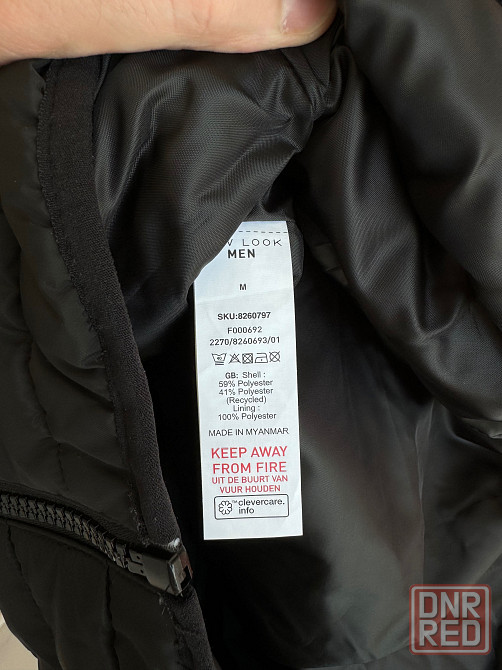 W LOOK
MEN
M
SKU:8260797
F000692
2270/8260693/01
GB: Shell :
59% Polyester
41% Polyester
(Recycled)
Lining :
100% Polyester
MADE IN MYANMAR
KEEP AWAY
FROM FIRE
UIT DE BUURT VAN
VUUR HOUDEN
™clevercare.
info
DNR
RED